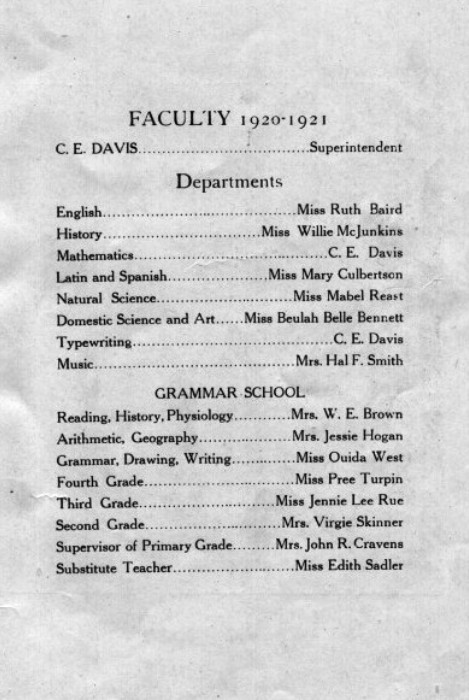 FACULTY 1920-1921
C. E. DAVIS.................................Superintendent
Departments
English.....................................Miss Ruth Baird
History..............................Miss Willie McJunkins
Mathematics.....................................C. E. Davis
Latin and Spanish...................Miss Mary Culbertson
Natural Science..........................Miss Mabel Reast
Domestic Science and Art......Miss Beulah Belle Bennett
Typewriting......................................C. E. Davis
Music.......................................Mrs. Hal F. Smith
GRAMMAR SCHOOL
Reading, History, Physiology...........Mrs. W. E. Brown
Arithmetic, Geography..................Mrs. Jessie Hogan
Grammar, Drawing, Writing.............Miss Ouida West
Fourth Grade.............................Miss Pree Turpin
Third Grade..........................Miss Jennie Lee Rue
Second Grade..........................Mrs. Virgie Skinner
Supervisor of Primary Grade.........Mrs. John R. Cravens
Substitute Teacher.......................Miss Edith Sadler